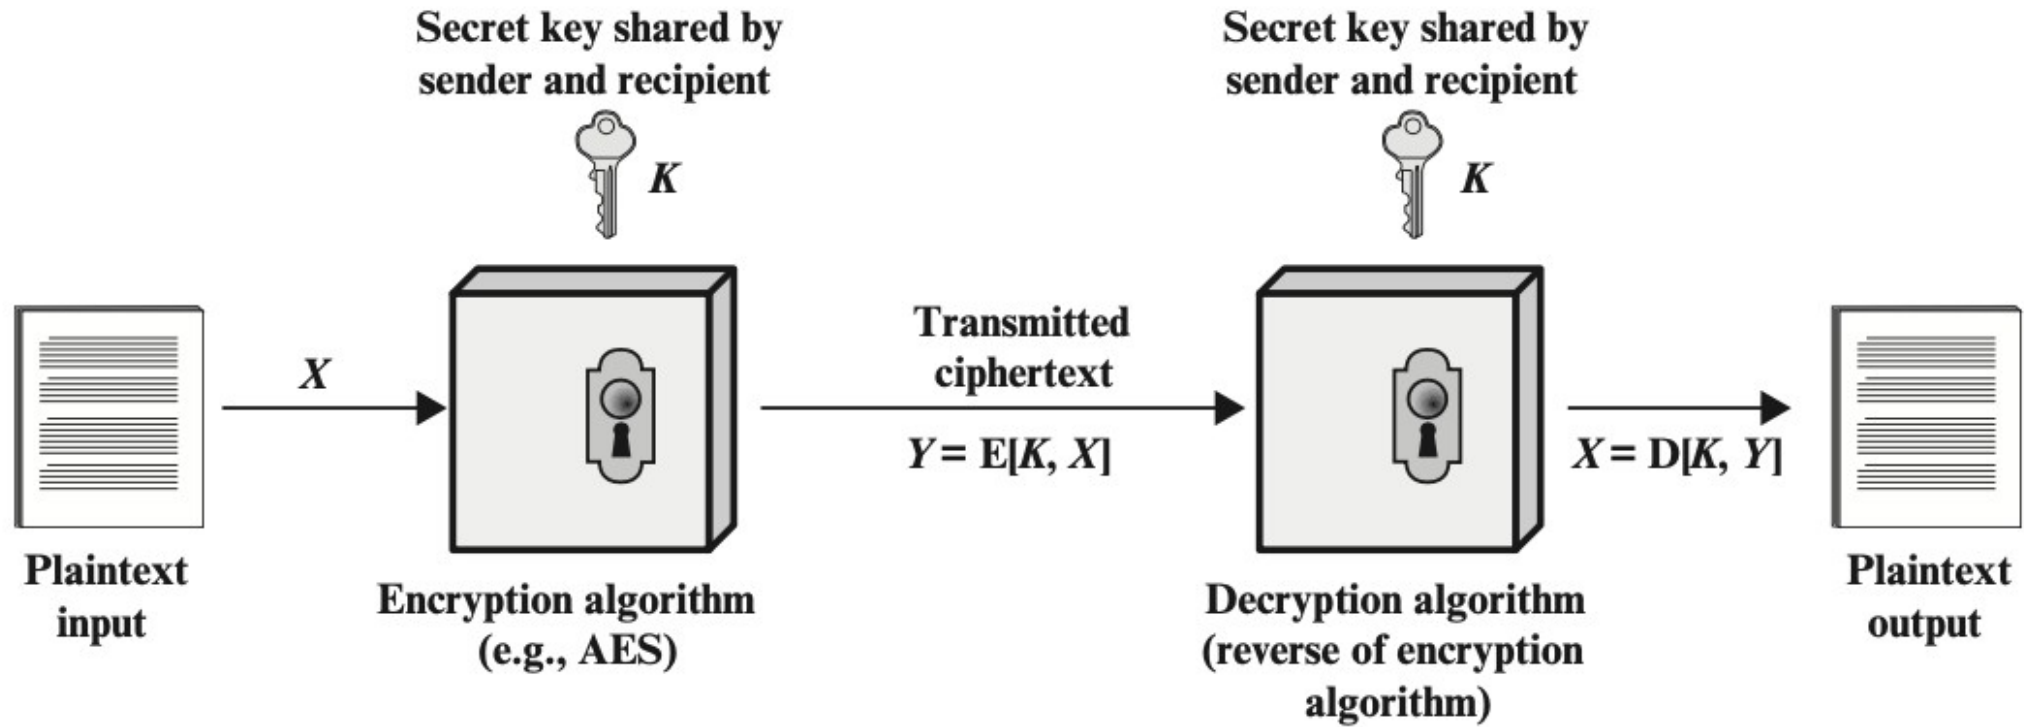 Secret key shared by
sender and recipient
K
Secret key shared by
sender and recipient
K
X
Transmitted
ciphertext
Y = E[K, X]
X = D[K, Y]
Plaintext
input
Encryption algorithm
(e.g., AES)
Decryption algorithm
(reverse of encryption
algorithm)
Plaintext
output